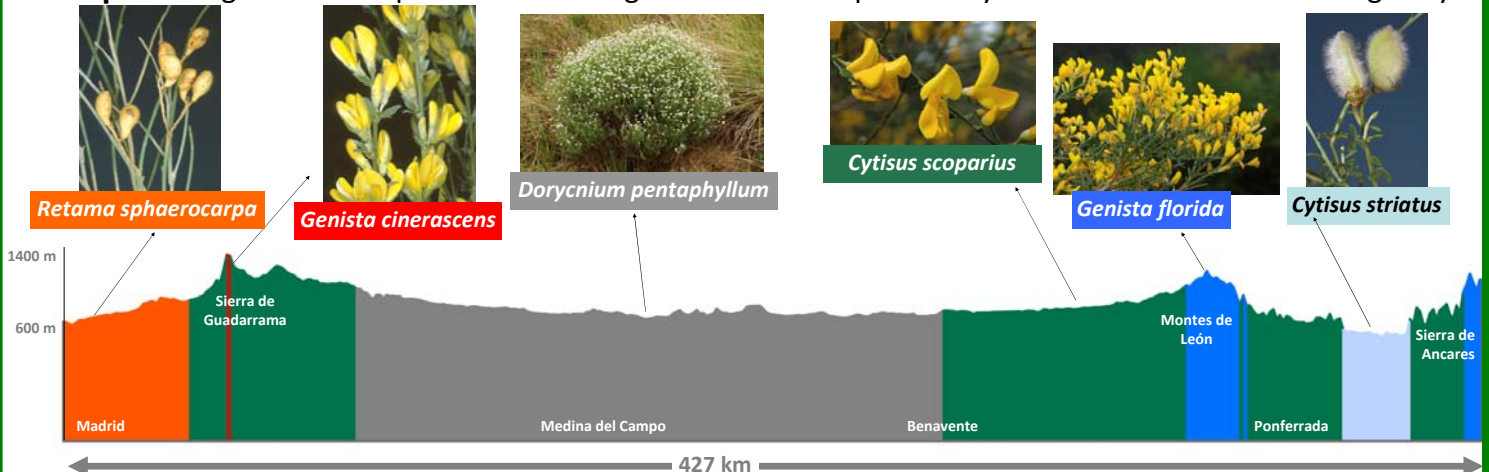 Retama sphaerocarpa
Genista cinerascens
Dorycnium pentaphyllum
Cytisus scoparius
Genista florida
Cytisus striatus
1400 m
600 m
Sierra de
Guadarrama
Montes de
León
Sierra de
Ancares
Madrid
Medina del Campo
Benavente
Ponferrada
427 km